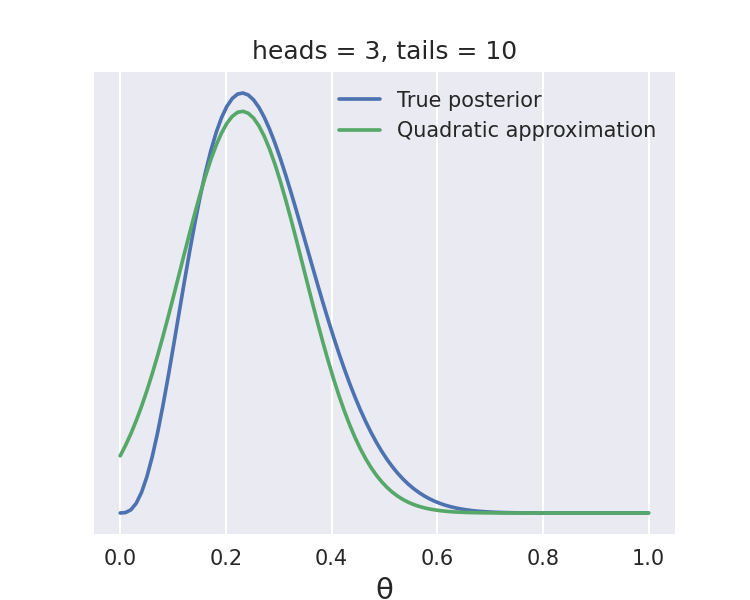 heads = 3, tails = 10
True posterior
Quadratic approximation
0.0 0.2 0.4 0.6 0.8 1.0
θ